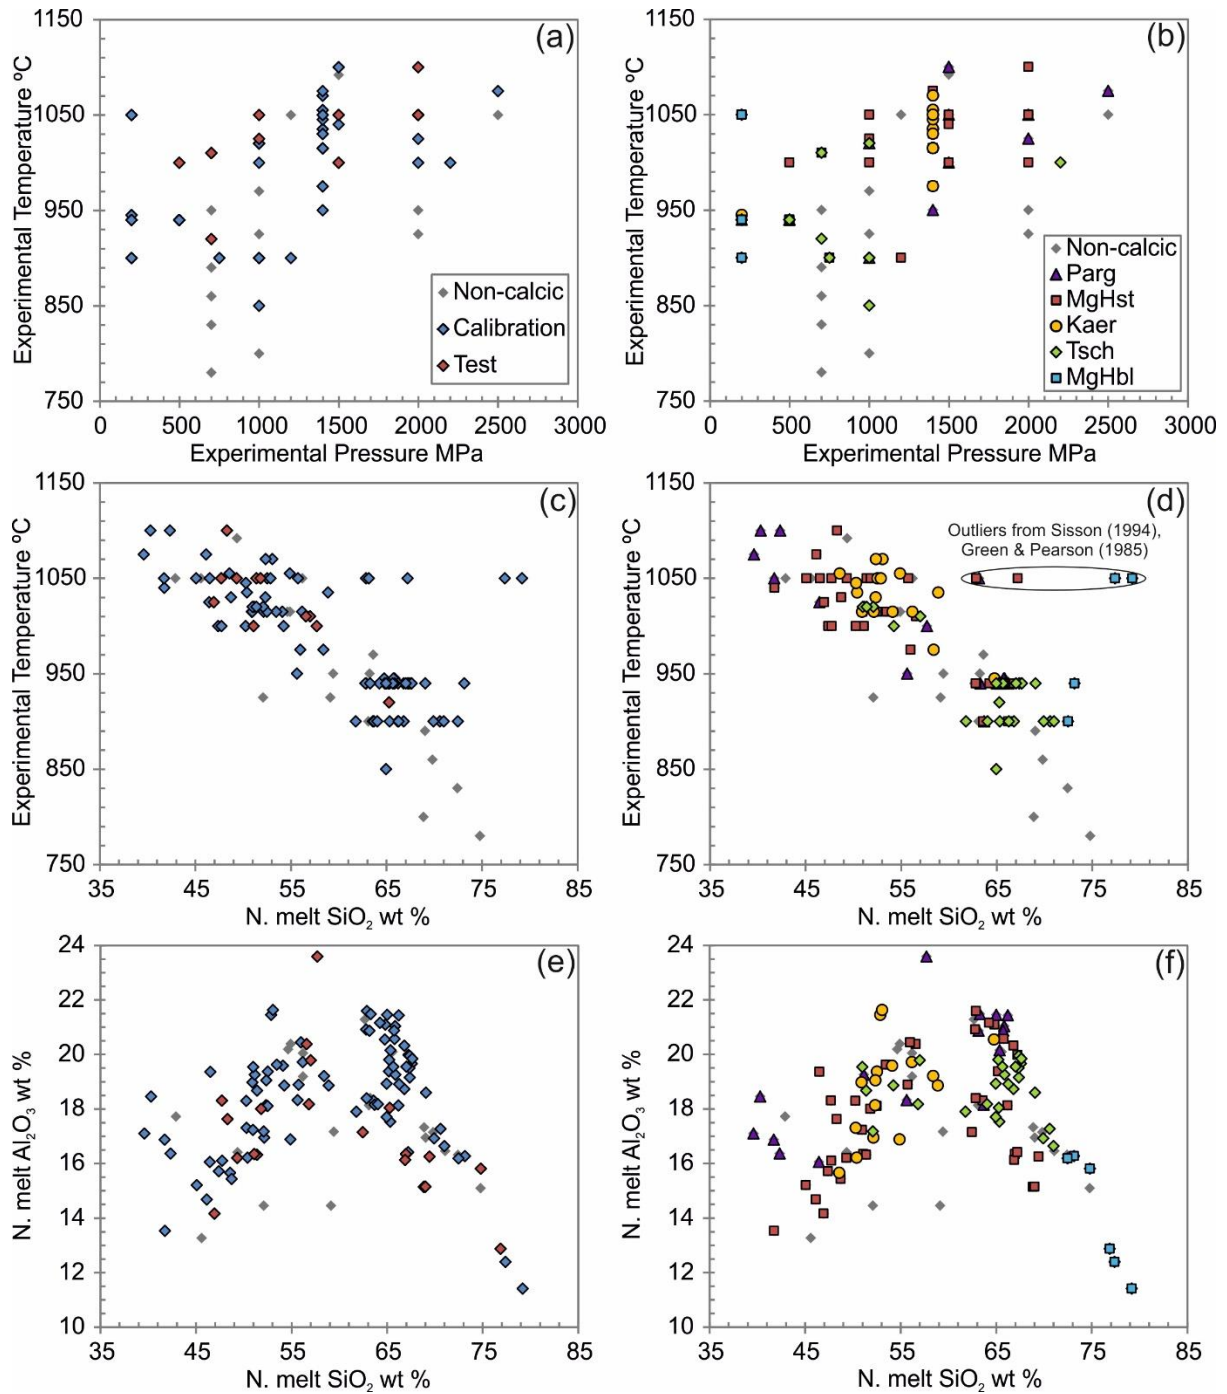 (a)
Experimental Temperature ºC
1150
1050
950
850
750
Non-calcic
Calibration
Test
0 500 1000 1500 2000 2500 3000
Experimental Pressure MPa
(b)
Experimental Temperature ºC
1150
1050
950
850
750
Non-calcic
Parg
MgHst
Kaer
Tsch
MgHbl
0 500 1000 1500 2000 2500 3000
Experimental Pressure MPa
(c)
Experimental Temperature ºC
1150
1050
950
850
750
35 45 55 65 75 85
N. melt SiO₂ wt %
(d)
Experimental Temperature ºC
1150
1050
950
850
750
Outliers from Sisson (1994),
Green & Pearson (1985)
35 45 55 65 75 85
N. melt SiO₂ wt %
(e)
N. melt Al₂O₃ wt %
24
22
20
18
16
14
12
10
35 45 55 65 75 85
N. melt SiO₂ wt %
(f)
N. melt Al₂O₃ wt %
24
22
20
18
16
14
12
10
35 45 55 65 75 85
N. melt SiO₂ wt %